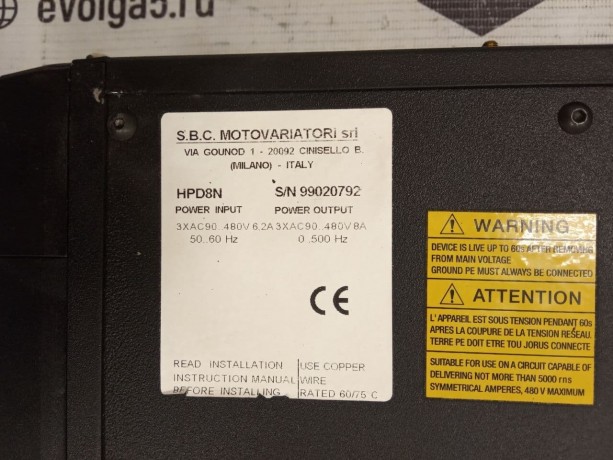 evolga5.ru
S.B.C. MOTOVARIATORI srl
VIA GOUNOD 1 - 20092 CINISELLO B.
(MILANO) - ITALY
HPD8N S/N 99020792
POWER INPUT POWER OUTPUT
3XAC90..480V 6.2A 3XAC90..480V 8A
50..60 Hz 0..500 Hz
CE
READ INSTALLATION USE COPPER
INSTRUCTION MANUAL WIRE
BEFORE INSTALLING RATED 60/75 C
WARNING
DEVICE IS LIVE UP TO 60s AFTER REMOVING
FROM MAIN VOLTAGE
GROUND PE MUST ALWAYS BE CONNECTED
ATTENTION
L'APPAREIL EST SOUS TENSION PENDANT 60s
APRES LA COUPURE DE LA TENSION RESEAU.
TERRE PE DOIT ETRE TOU JORUS CONNECTE
SUITABLE FOR USE ON A CIRCUIT CAPABLE OF
DELIVERING NOT MORE THAN 5000 rns
SYMMETRICAL AMPERES, 480 V MAXIMUM